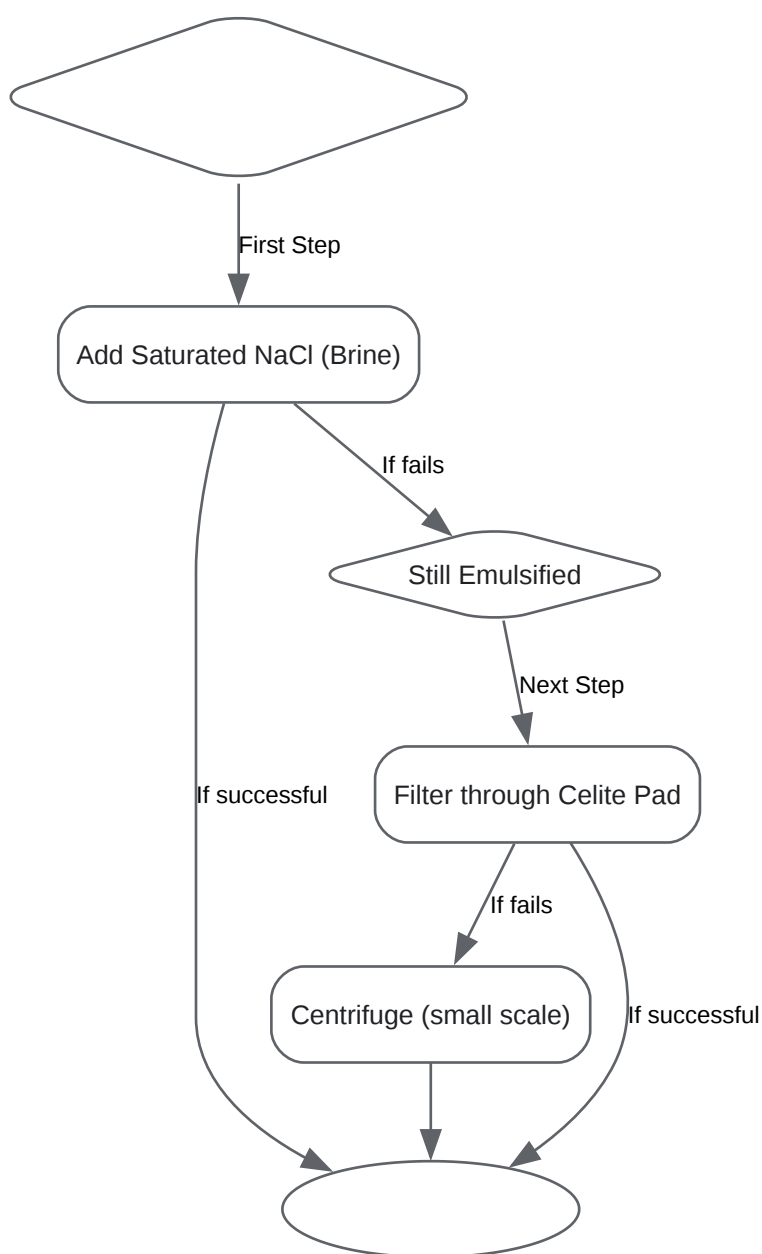 First Step
Add Saturated NaCl (Brine)
If fails
Still Emulsified
Next Step
If successful
Filter through Celite Pad
If fails
Centrifuge (small scale)
If successful